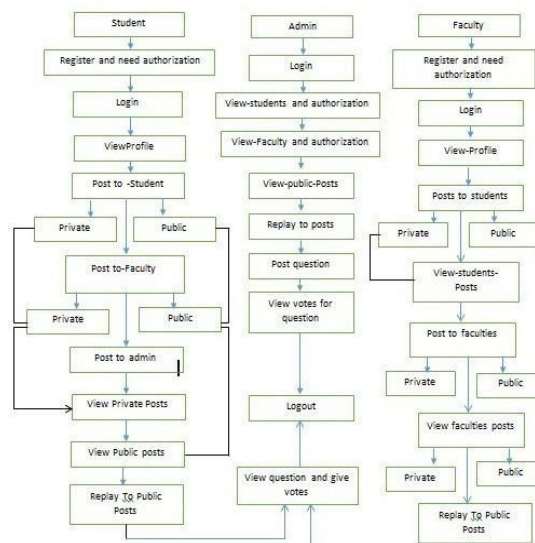 Student
Register and need authorization
Login
ViewProfile
Post to -Student
Private
Public
Post to-Faculty
Private
Public
Post to admin
View Private Posts
View Public posts
Replay To Public
Posts
Admin
Login
View-students and authorization
View-Faculty and authorization
View-public-Posts
Replay to posts
Post question
View votes for
question
Logout
View question and give
votes
Faculty
Register and need
authorization
Login
View-Profile
Posts to students
Private
Public
View-students-
Posts
Post to faculties
Private
Public
View faculties posts
Private
Public
Replay To Public
Posts